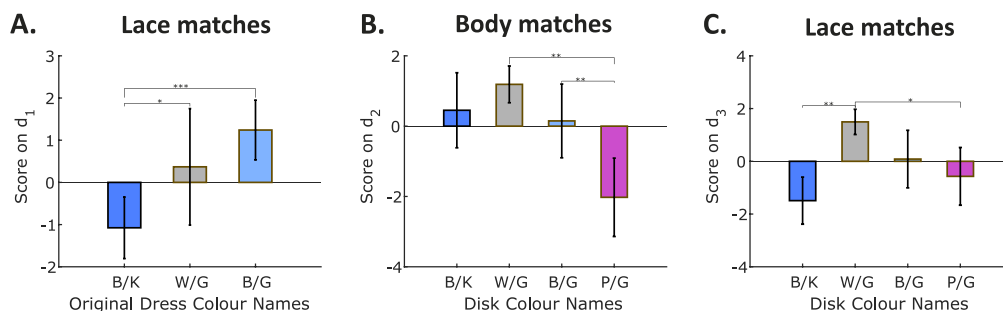 A. Lace matches
3
2
1
0
-1
-2
Score on d1
***
*
B/K W/G B/G
Original Dress Colour Names
B. Body matches
2
0
-2
-4
Score on d2
**
**
B/K W/G B/G P/G
Disk Colour Names
C. Lace matches
4
2
0
-2
-4
Score on d3
** *
B/K W/G B/G P/G
Disk Colour Names